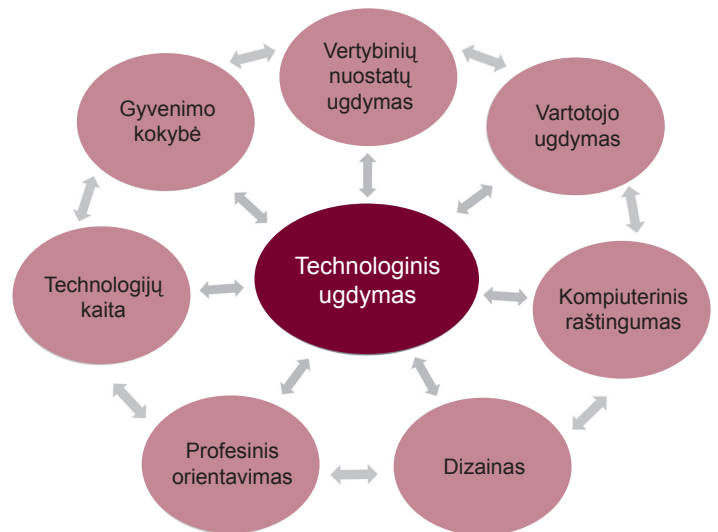 Vertybinių
nuostatų
ugdymas
Gyvenimo
kokybė
Vartotojo
ugdymas
Technologinis
ugdymas
Technologijų
kaita
Kompiuterinis
raštingumas
Profesinis
orientavimas
Dizainas